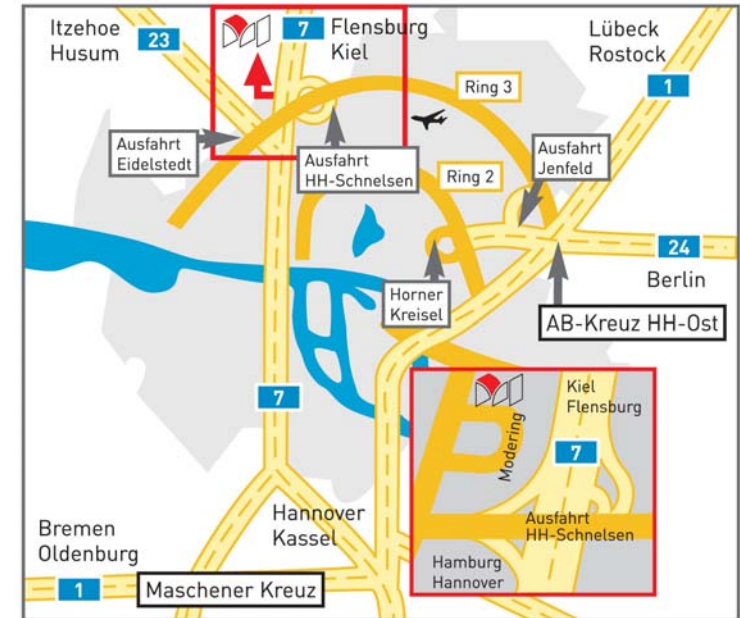 Itzehoe
Husum
23
7
Flensburg
Kiel
Lübeck
Rostock
1
Ring 3
Ausfahrt
Eidelstedt
Ausfahrt
HH-Schnelsen
Ring 2
Ausfahrt
Jenfeld
24
Berlin
Horner
Kreisel
AB-Kreuz HH-Ost
7
Kiel
Flensburg
Modering
7
Ausfahrt
HH-Schnelsen
Hamburg
Hannover
Hannover
Kassel
Bremen
Oldenburg
1
Maschener Kreuz